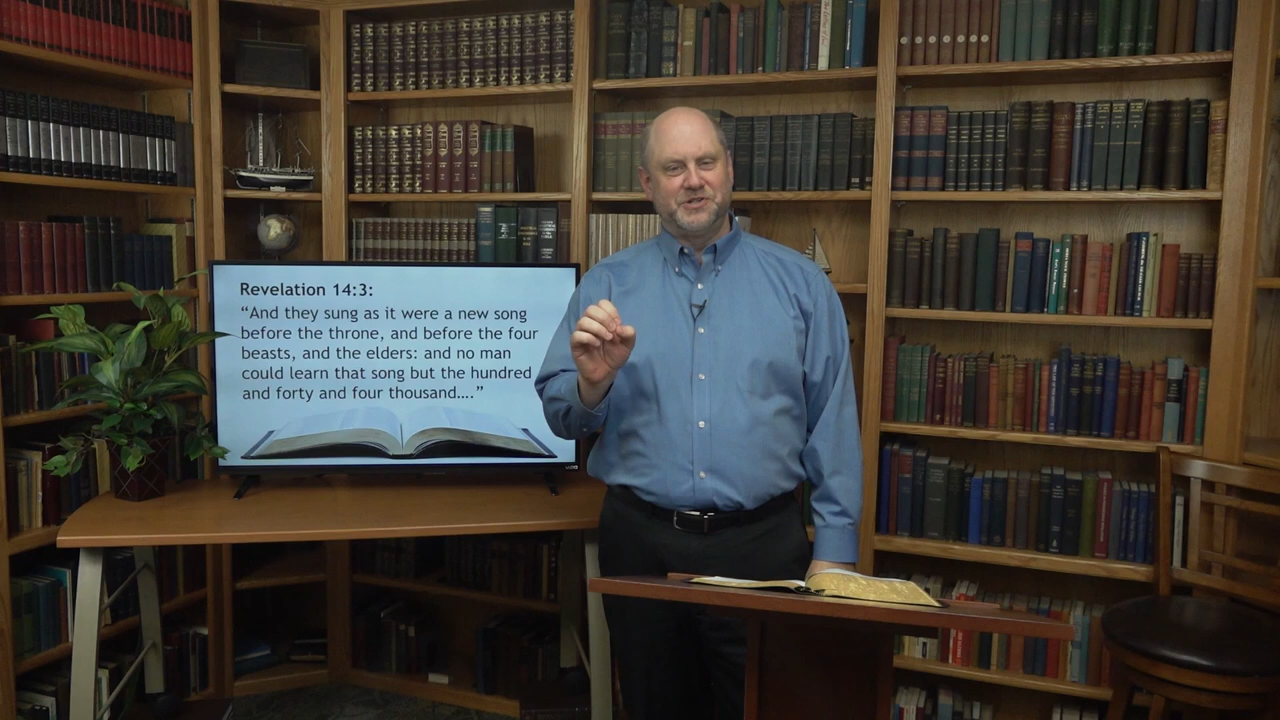 Revelation 14:3:
“And they sung as it were a new song
before the throne, and before the four
beasts, and the elders: and no man
could learn that song but the hundred
and forty and four thousand….”
VIZIO